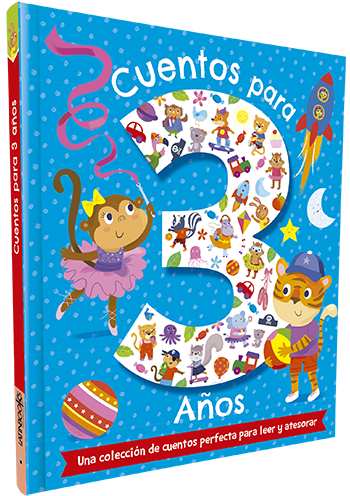 Cuentos para
3
Años
Una colección de cuentos perfecta para leer y atesorar
Cuentos para 3 años